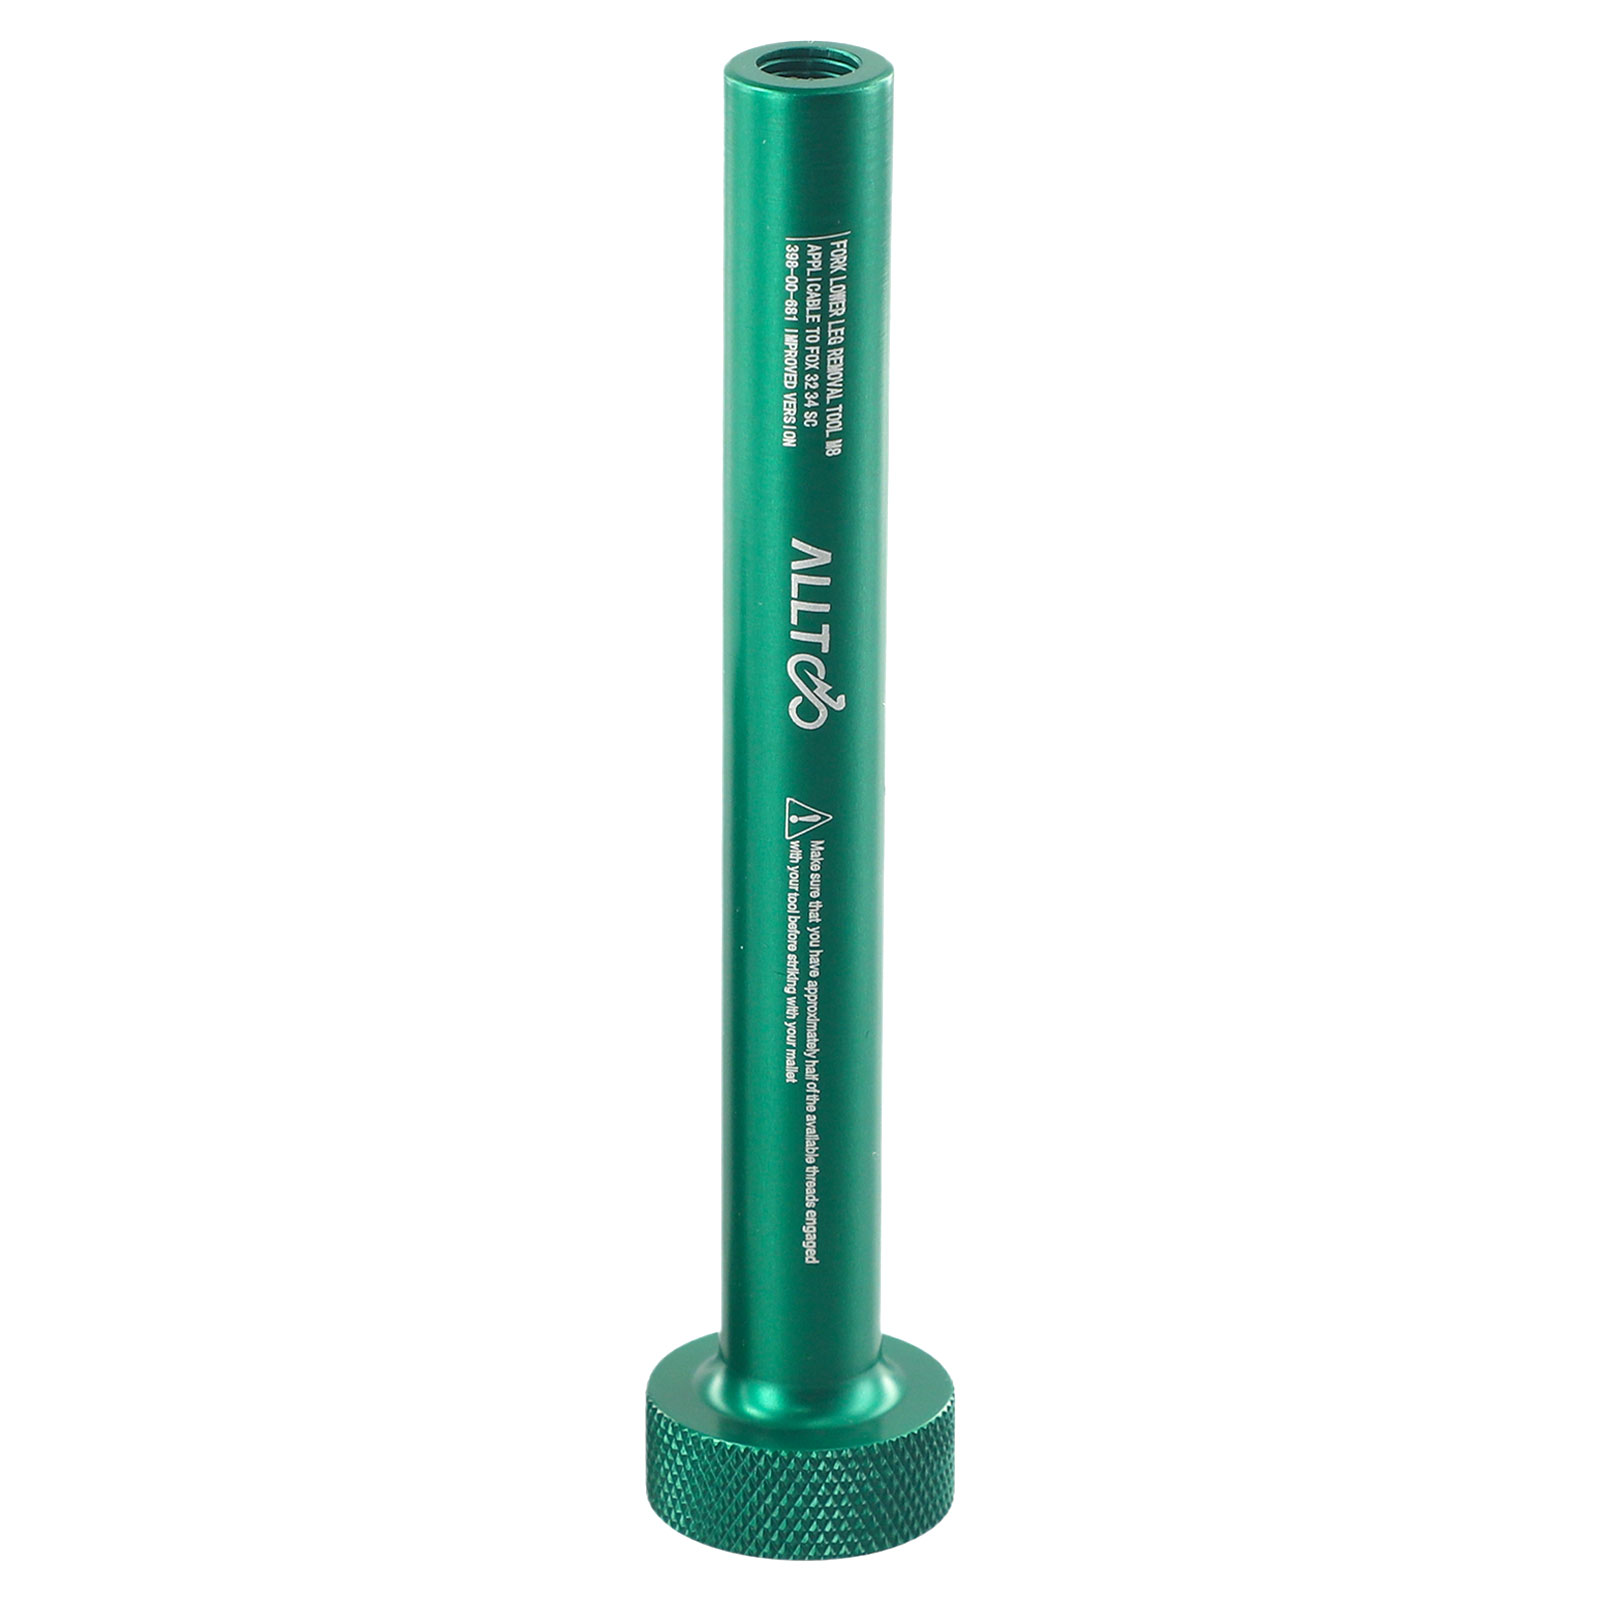 FORK LOWER LEG REMOVAL TOOL M8
APPLICABLE TO FOX 32 34 SC
398-00-681 IMPROVED VERSION
ALLTOO
Make sure that you have approximately half of the available threads engaged
with your tool before striking with your mallet